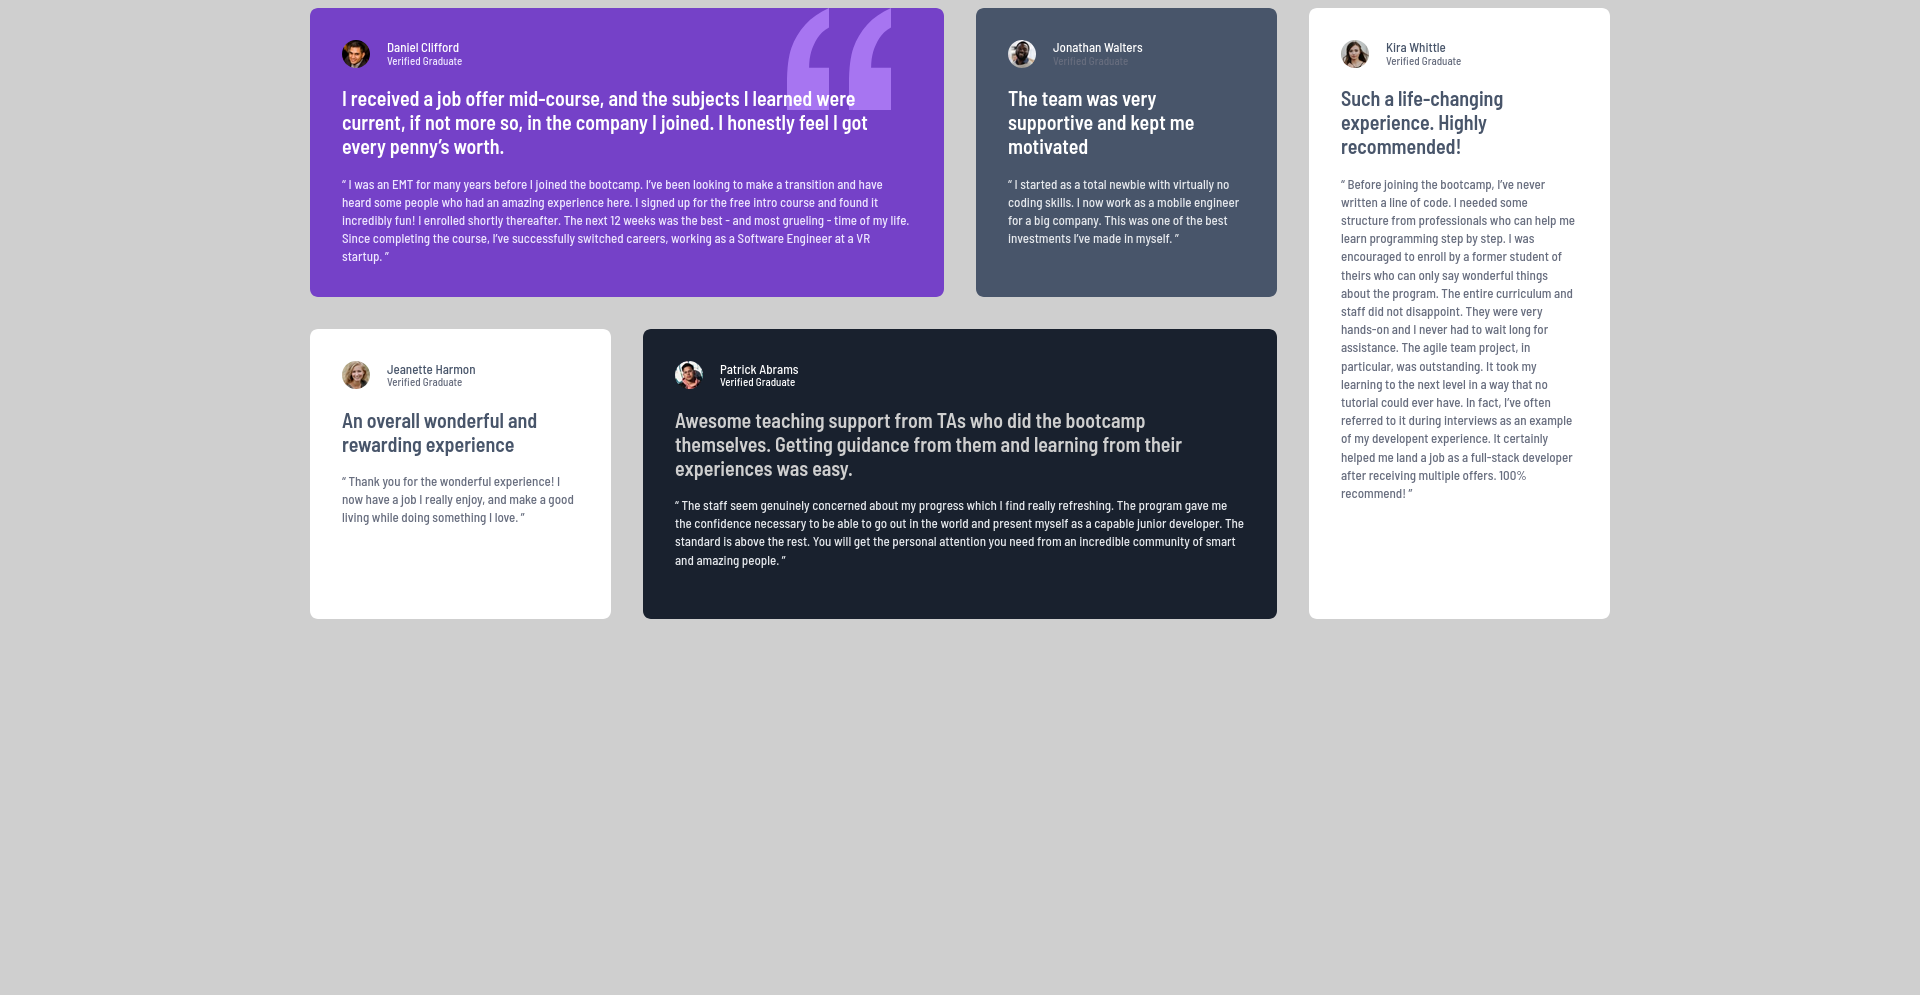 Daniel Clifford
Verified Graduate
I received a job offer mid-course, and the subjects I learned were
current, if not more so, in the company I joined. I honestly feel I got
every penny’s worth.
“ I was an EMT for many years before I joined the bootcamp. I’ve been looking to make a transition and have
heard some people who had an amazing experience here. I signed up for the free intro course and found it
incredibly fun! I enrolled shortly thereafter. The next 12 weeks was the best - and most grueling - time of my life.
Since completing the course, I’ve successfully switched careers, working as a Software Engineer at a VR
startup. ”
Jonathan Walters
Verified Graduate
The team was very
supportive and kept me
motivated
“ I started as a total newbie with virtually no
coding skills. I now work as a mobile engineer
for a big company. This was one of the best
investments I’ve made in myself. ”
Kira Whittle
Verified Graduate
Such a life-changing
experience. Highly
recommended!
“ Before joining the bootcamp, I’ve never
written a line of code. I needed some
structure from professionals who can help me
learn programming step by step. I was
encouraged to enroll by a former student of
theirs who can only say wonderful things
about the program. The entire curriculum and
staff did not disappoint. They were very
hands-on and I never had to wait long for
assistance. The agile team project, in
particular, was outstanding. It took my
learning to the next level in a way that no
tutorial could ever have. In fact, I’ve often
referred to it during interviews as an example
of my developent experience. It certainly
helped me land a job as a full-stack developer
after receiving multiple offers. 100%
recommend! ”
Jeanette Harmon
Verified Graduate
An overall wonderful and
rewarding experience
“ Thank you for the wonderful experience! I
now have a job I really enjoy, and make a good
living while doing something I love. ”
Patrick Abrams
Verified Graduate
Awesome teaching support from TAs who did the bootcamp
themselves. Getting guidance from them and learning from their
experiences was easy.
“ The staff seem genuinely concerned about my progress which I find really refreshing. The program gave me
the confidence necessary to be able to go out in the world and present myself as a capable junior developer. The
standard is above the rest. You will get the personal attention you need from an incredible community of smart
and amazing people. ”